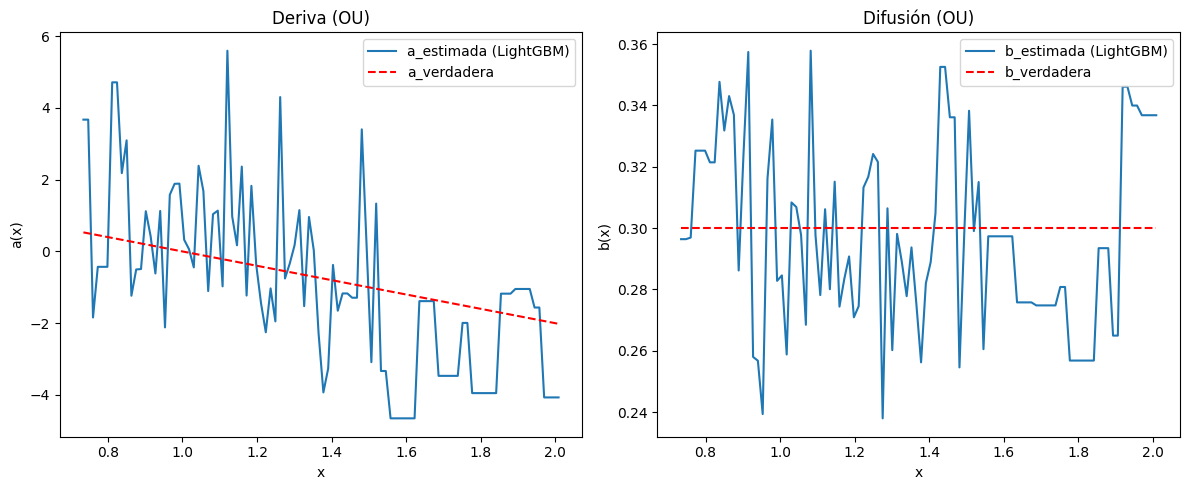 Deriva (OU)
a_estimada (LightGBM)
a_verdadera
6
4
2
0
−2
−4
a(x)
0.8
1.0
1.2
1.4
1.6
1.8
2.0
x
Difusión (OU)
b_estimada (LightGBM)
b_verdadera
0.36
0.34
0.32
0.30
0.28
0.26
0.24
b(x)
0.8
1.0
1.2
1.4
1.6
1.8
2.0
x